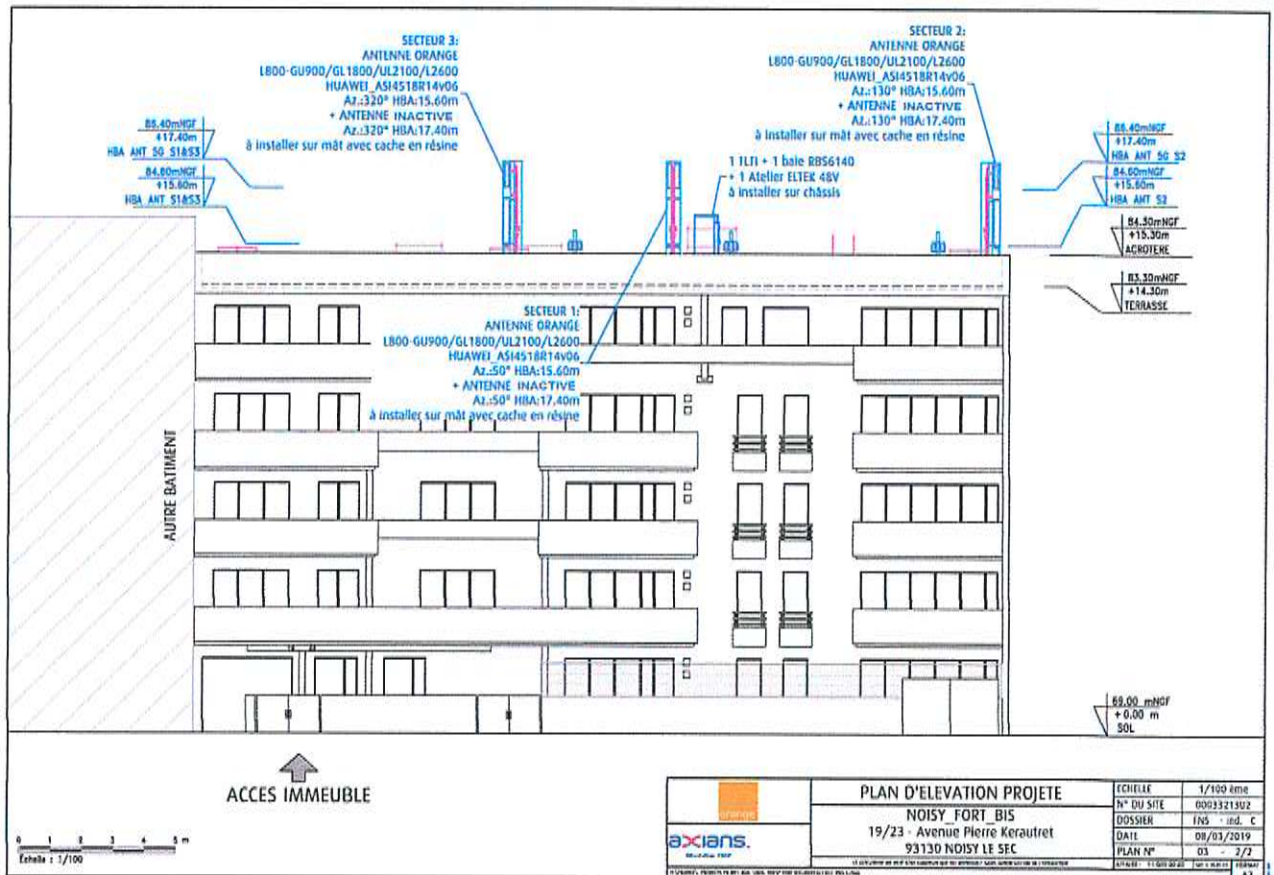 SECTEUR 3:
ANTENNE ORANGE
L800-GU900/GL1800/UL2100/L2600
HUAWEI_ASI4518R14v06
Az.:320° HBA:15.60m
+ ANTENNE INACTIVE
Az.:320° HBA:17.40m
à installer sur mât avec cache en résine
SECTEUR 2:
ANTENNE ORANGE
L800-GU900/GL1800/UL2100/L2600
HUAWEI_ASI4518R14v06
Az.:130° HBA:15.60m
+ ANTENNE INACTIVE
Az.:130° HBA:17.40m
à installer sur mât avec cache en résine
86.40mNGF
+17.40m
HBA ANT 5G S1&S3
84.60mNGF
+15.60m
HBA ANT S1&S3
1 TLTI + 1 baie RBS6140
+ 1 Atelier ELTEK 48V
à installer sur châssis
86.40mNGF
+17.40m
HBA ANT 5G S2
84.60mNGF
+15.60m
HBA ANT S2
84.30mNGF
+15.30m
ACROTERE
83.30mNGF
+14.30m
TERRASSE
SECTEUR 1:
ANTENNE ORANGE
L800-GU900/GL1800/UL2100/L2600
HUAWEI_ASI4518R14v06
Az.:50° HBA:15.60m
+ ANTENNE INACTIVE
Az.:50° HBA:17.40m
à installer sur mât avec cache en résine
AUTRE BATIMENT
69.00 mNGF
+ 0.00 m
SOL
ACCES IMMEUBLE
0 1 2 3 4 5 m
Echelle : 1/100
orange
axians.
PLAN D'ELEVATION PROJETE
NOISY_FORT_BIS
19/23 - Avenue Pierre Kerautret
93130 NOISY LE SEC
ECHELLE 1/100 ème
N° DU SITE 00033213U2
DOSSIER INS - ind. C
DATE 08/03/2019
PLAN N° 03 - 2/2
FORMAT
A3